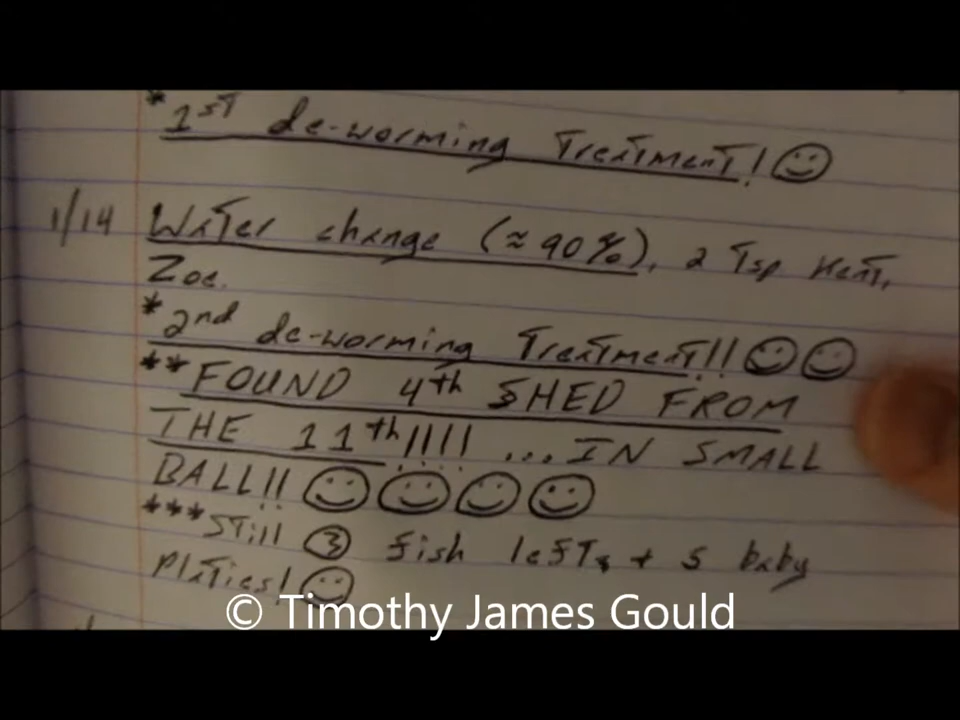 *1st de-worming Treatment!☺
1/14 Water change (≈90%), 2 Tsp Kent,
Zoe.
*2nd de-worming Treatment!!☺☺
**FOUND 4th SHED FROM
THE 11th!!!! ...IN SMALL
BALL!!☺☺☺☺
***Still ③ fish left, + 5 baby
Platies!☺
© Timothy James Gould